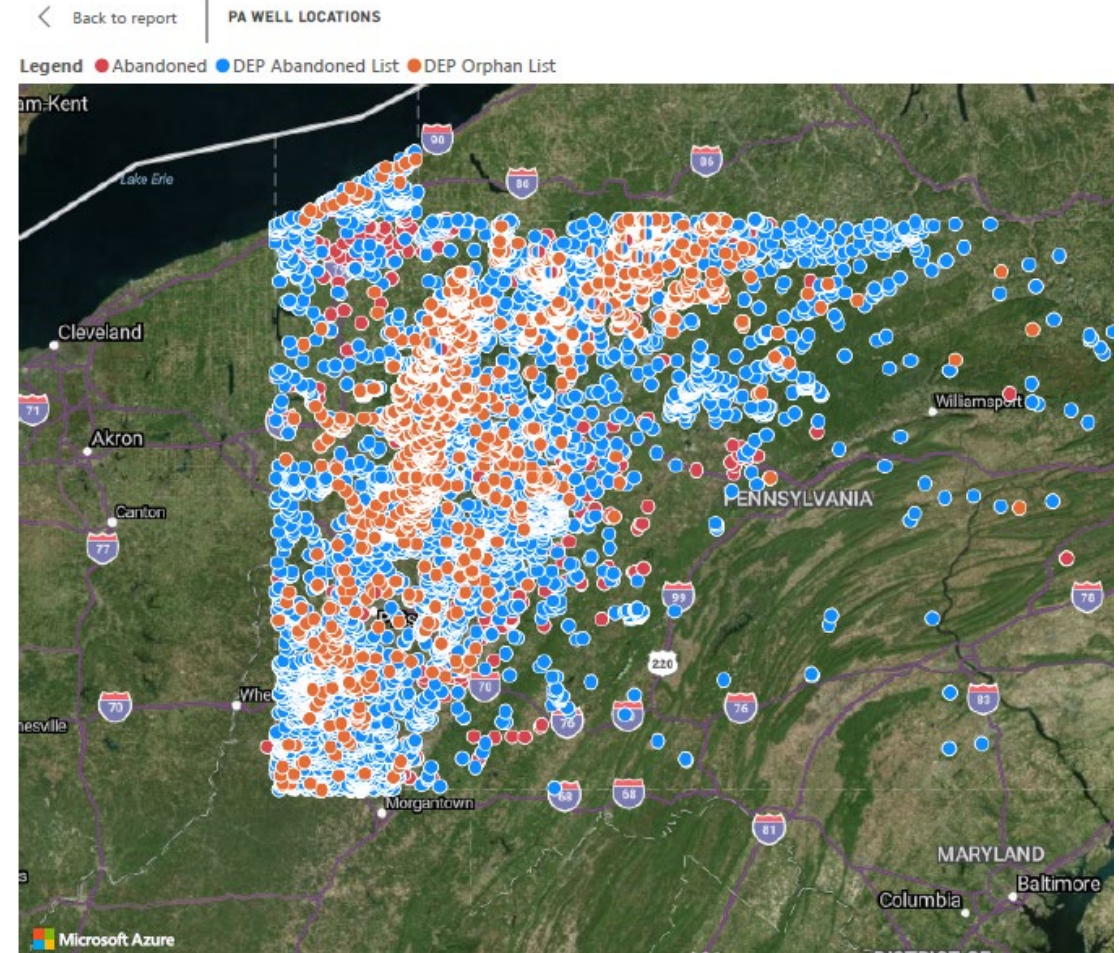 Back to report
PA WELL LOCATIONS
Legend Abandoned DEP Abandoned List DEP Orphan List
am-Kent
90
Lake Erie
86
86
Cleveland
71
Akron
Williamsport
PENNSYLVANIA
Canton
77
99
78
220
70
Whe
70
76
76
83
nesville
68
68
Morgantown
81
MARYLAND
Baltimore
Columbia
s
Microsoft Azure